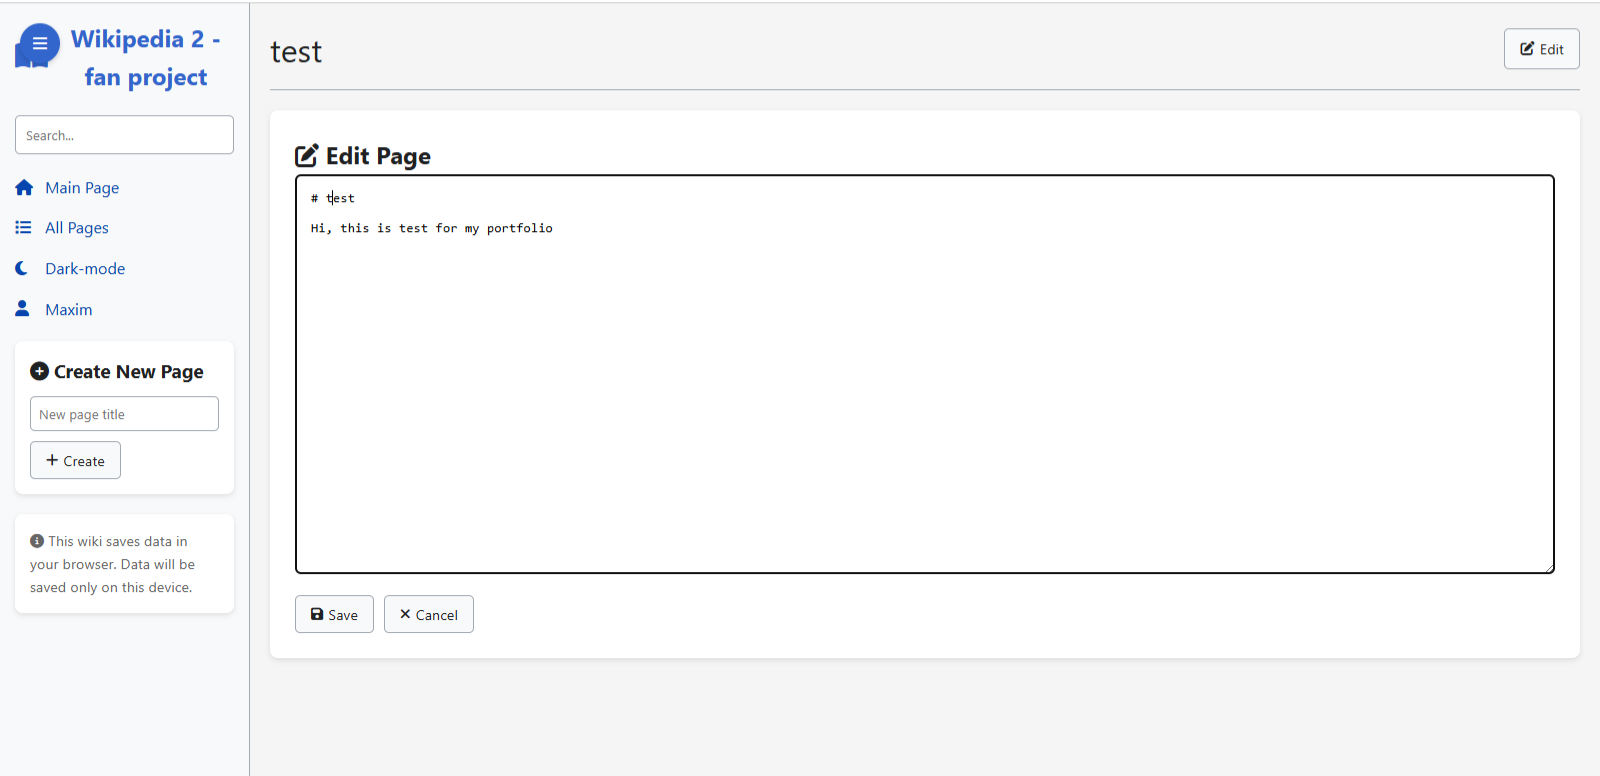 Wikipedia 2 -
fan project
Search...
Main Page
All Pages
Dark-mode
Maxim
Create New Page
New page title
+ Create
This wiki saves data in
your browser. Data will be
saved only on this device.
test
Edit
Edit Page
# test
Hi, this is test for my portfolio
Save
Cancel